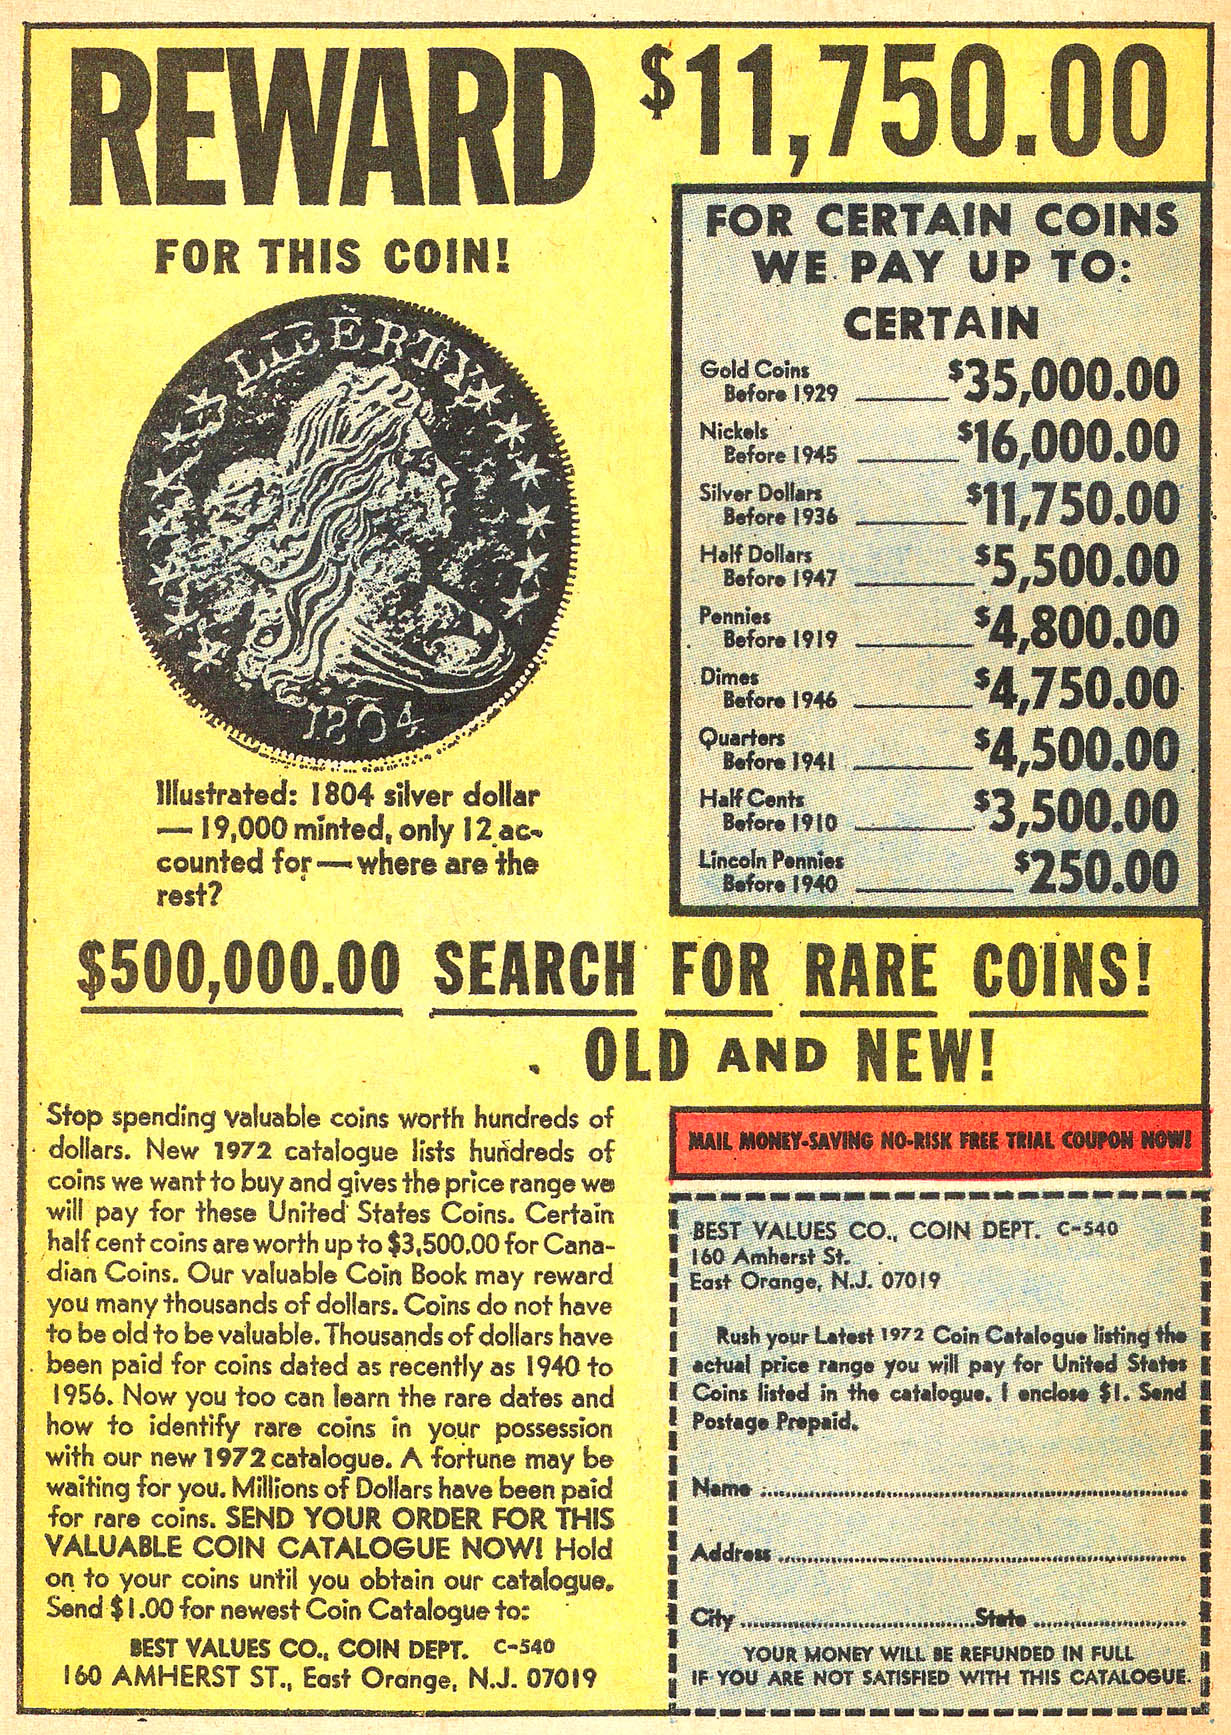 REWARD $11,750.00
FOR THIS COIN!
LIBERTY
1804
Illustrated: 1804 silver dollar
— 19,000 minted, only 12 ac-
counted for — where are the
rest?
FOR CERTAIN COINS
WE PAY UP TO:
CERTAIN
Gold Coins
Before 1929 $35,000.00
Nickels
Before 1945 $16,000.00
Silver Dollars
Before 1936 $11,750.00
Half Dollars
Before 1947 $5,500.00
Pennies
Before 1919 $4,800.00
Dimes
Before 1946 $4,750.00
Quarters
Before 1941 $4,500.00
Half Cents
Before 1910 $3,500.00
Lincoln Pennies
Before 1940 $250.00
$500,000.00 SEARCH FOR RARE COINS!
OLD AND NEW!
Stop spending valuable coins worth hundreds of
dollars. New 1972 catalogue lists hundreds of
coins we want to buy and gives the price range we
will pay for these United States Coins. Certain
half cent coins are worth up to $3,500.00 for Cana-
dian Coins. Our valuable Coin Book may reward
you many thousands of dollars. Coins do not have
to be old to be valuable. Thousands of dollars have
been paid for coins dated as recently as 1940 to
1956. Now you too can learn the rare dates and
how to identify rare coins in your possession
with our new 1972 catalogue. A fortune may be
waiting for you. Millions of Dollars have been paid
for rare coins. SEND YOUR ORDER FOR THIS
VALUABLE COIN CATALOGUE NOW! Hold
on to your coins until you obtain our catalogue.
Send $1.00 for newest Coin Catalogue to:
BEST VALUES CO., COIN DEPT. C-540
160 AMHERST ST., East Orange, N.J. 07019
MAIL MONEY-SAVING NO-RISK FREE TRIAL COUPON NOW!
BEST VALUES CO., COIN DEPT. C-540
160 Amherst St.
East Orange, N.J. 07019
Rush your Latest 1972 Coin Catalogue listing the
actual price range you will pay for United States
Coins listed in the catalogue. I enclose $1. Send
Postage Prepaid.
Name
Address
City State
YOUR MONEY WILL BE REFUNDED IN FULL
IF YOU ARE NOT SATISFIED WITH THIS CATALOGUE.